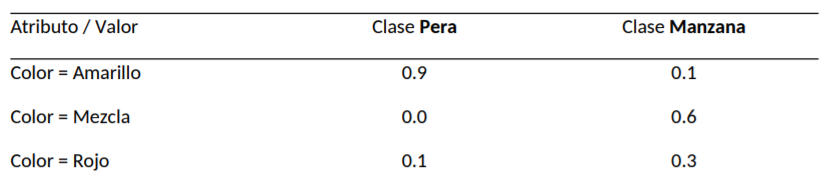 Atributo / Valor Clase Pera Clase Manzana
Color = Amarillo 0.9 0.1
Color = Mezcla 0.0 0.6
Color = Rojo 0.1 0.3